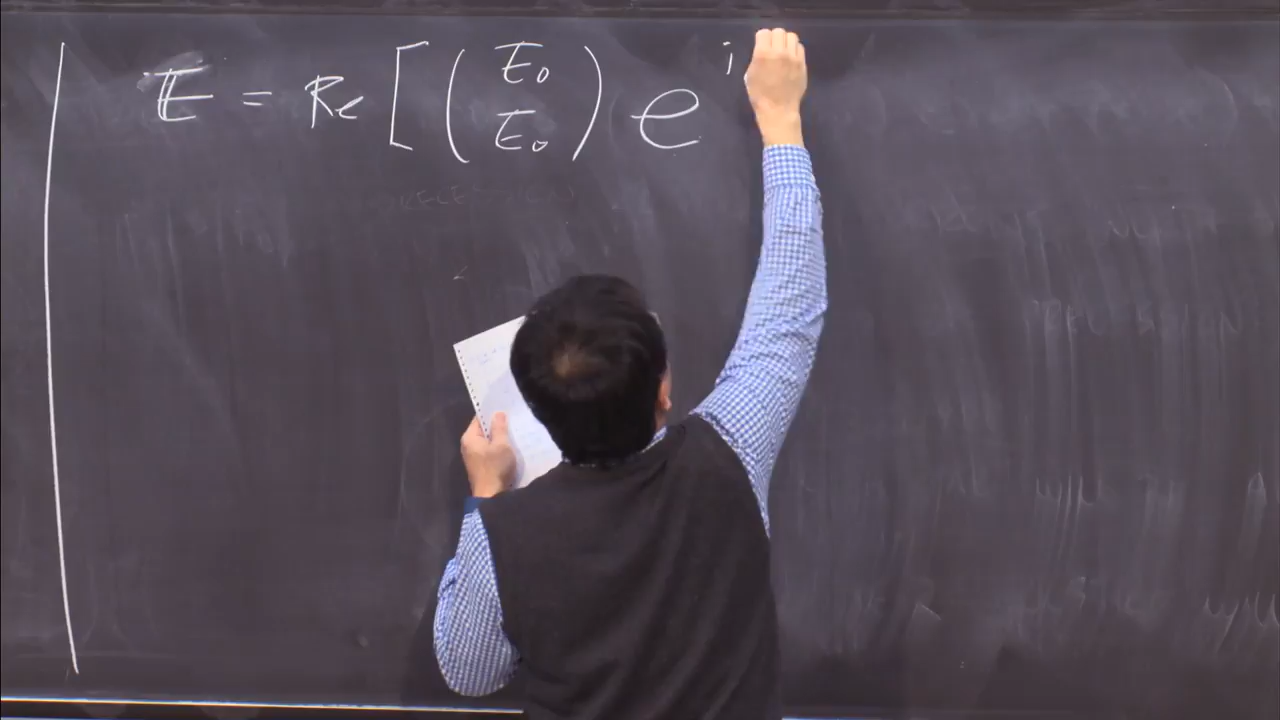 E = Re [ ( E₀ E₀ ) e^i